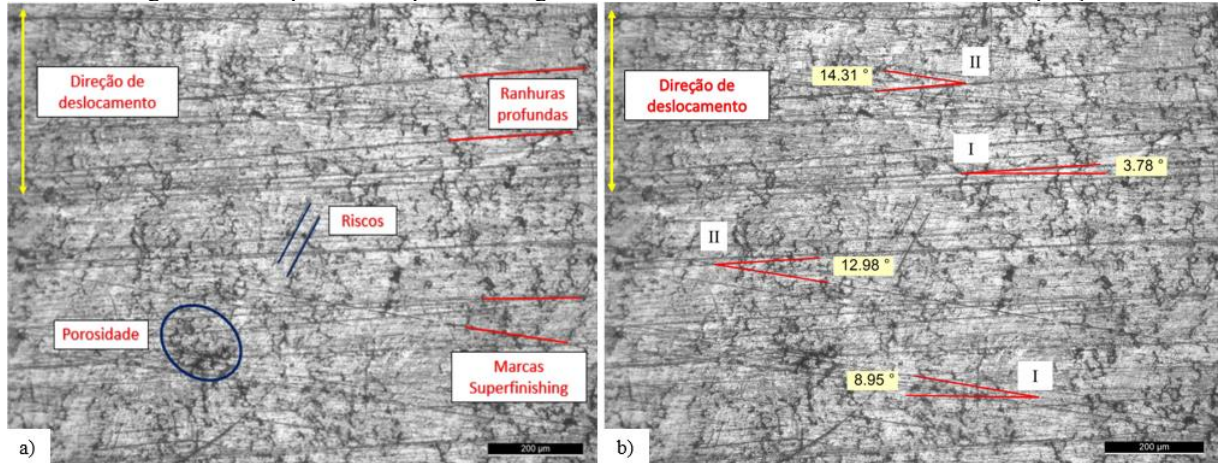 Direção de
deslocamento
Ranhuras
profundas
Riscos
Porosidade
Marcas
Superfinishing
200 µm
a)
14.31 °
II
Direção de
deslocamento
I
3.78 °
II
12.98 °
8.95 °
I
200 µm
b)